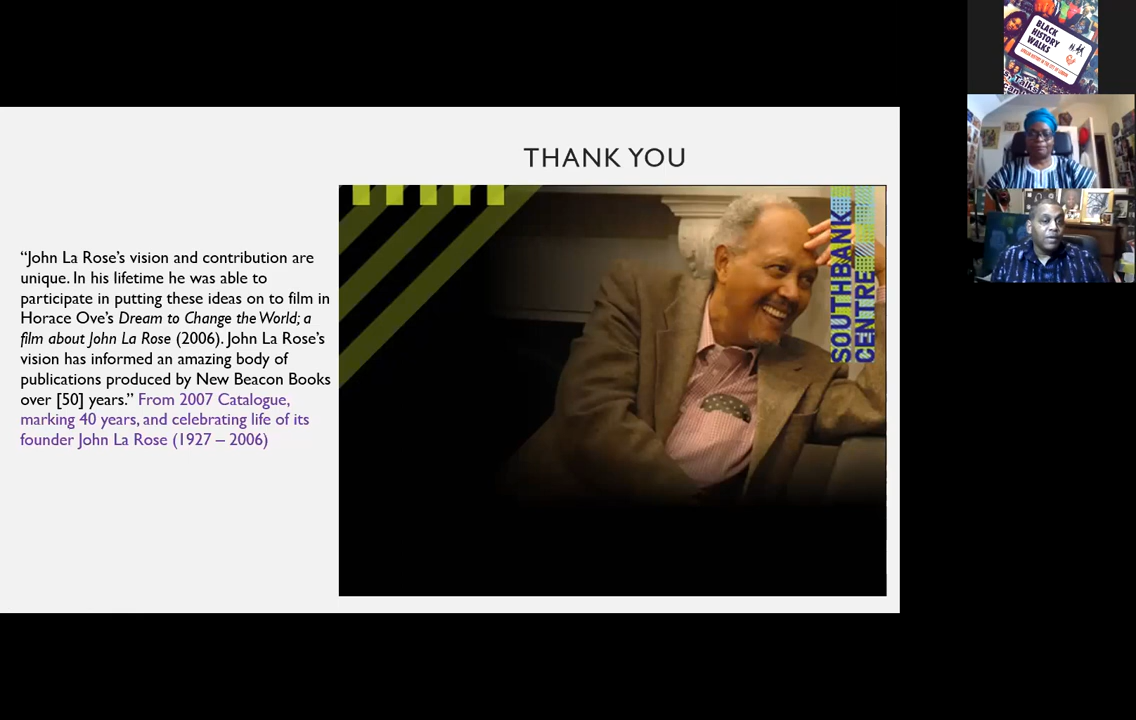 THANK YOU
“John La Rose’s vision and contribution are
unique. In his lifetime he was able to
participate in putting these ideas on to film in
Horace Ove’s Dream to Change the World; a
film about John La Rose (2006). John La Rose’s
vision has informed an amazing body of
publications produced by New Beacon Books
over [50] years.” From 2007 Catalogue,
marking 40 years, and celebrating life of its
founder John La Rose (1927 – 2006)
SOUTHBANK
CENTRE
BLACK
HISTORY
WALKS